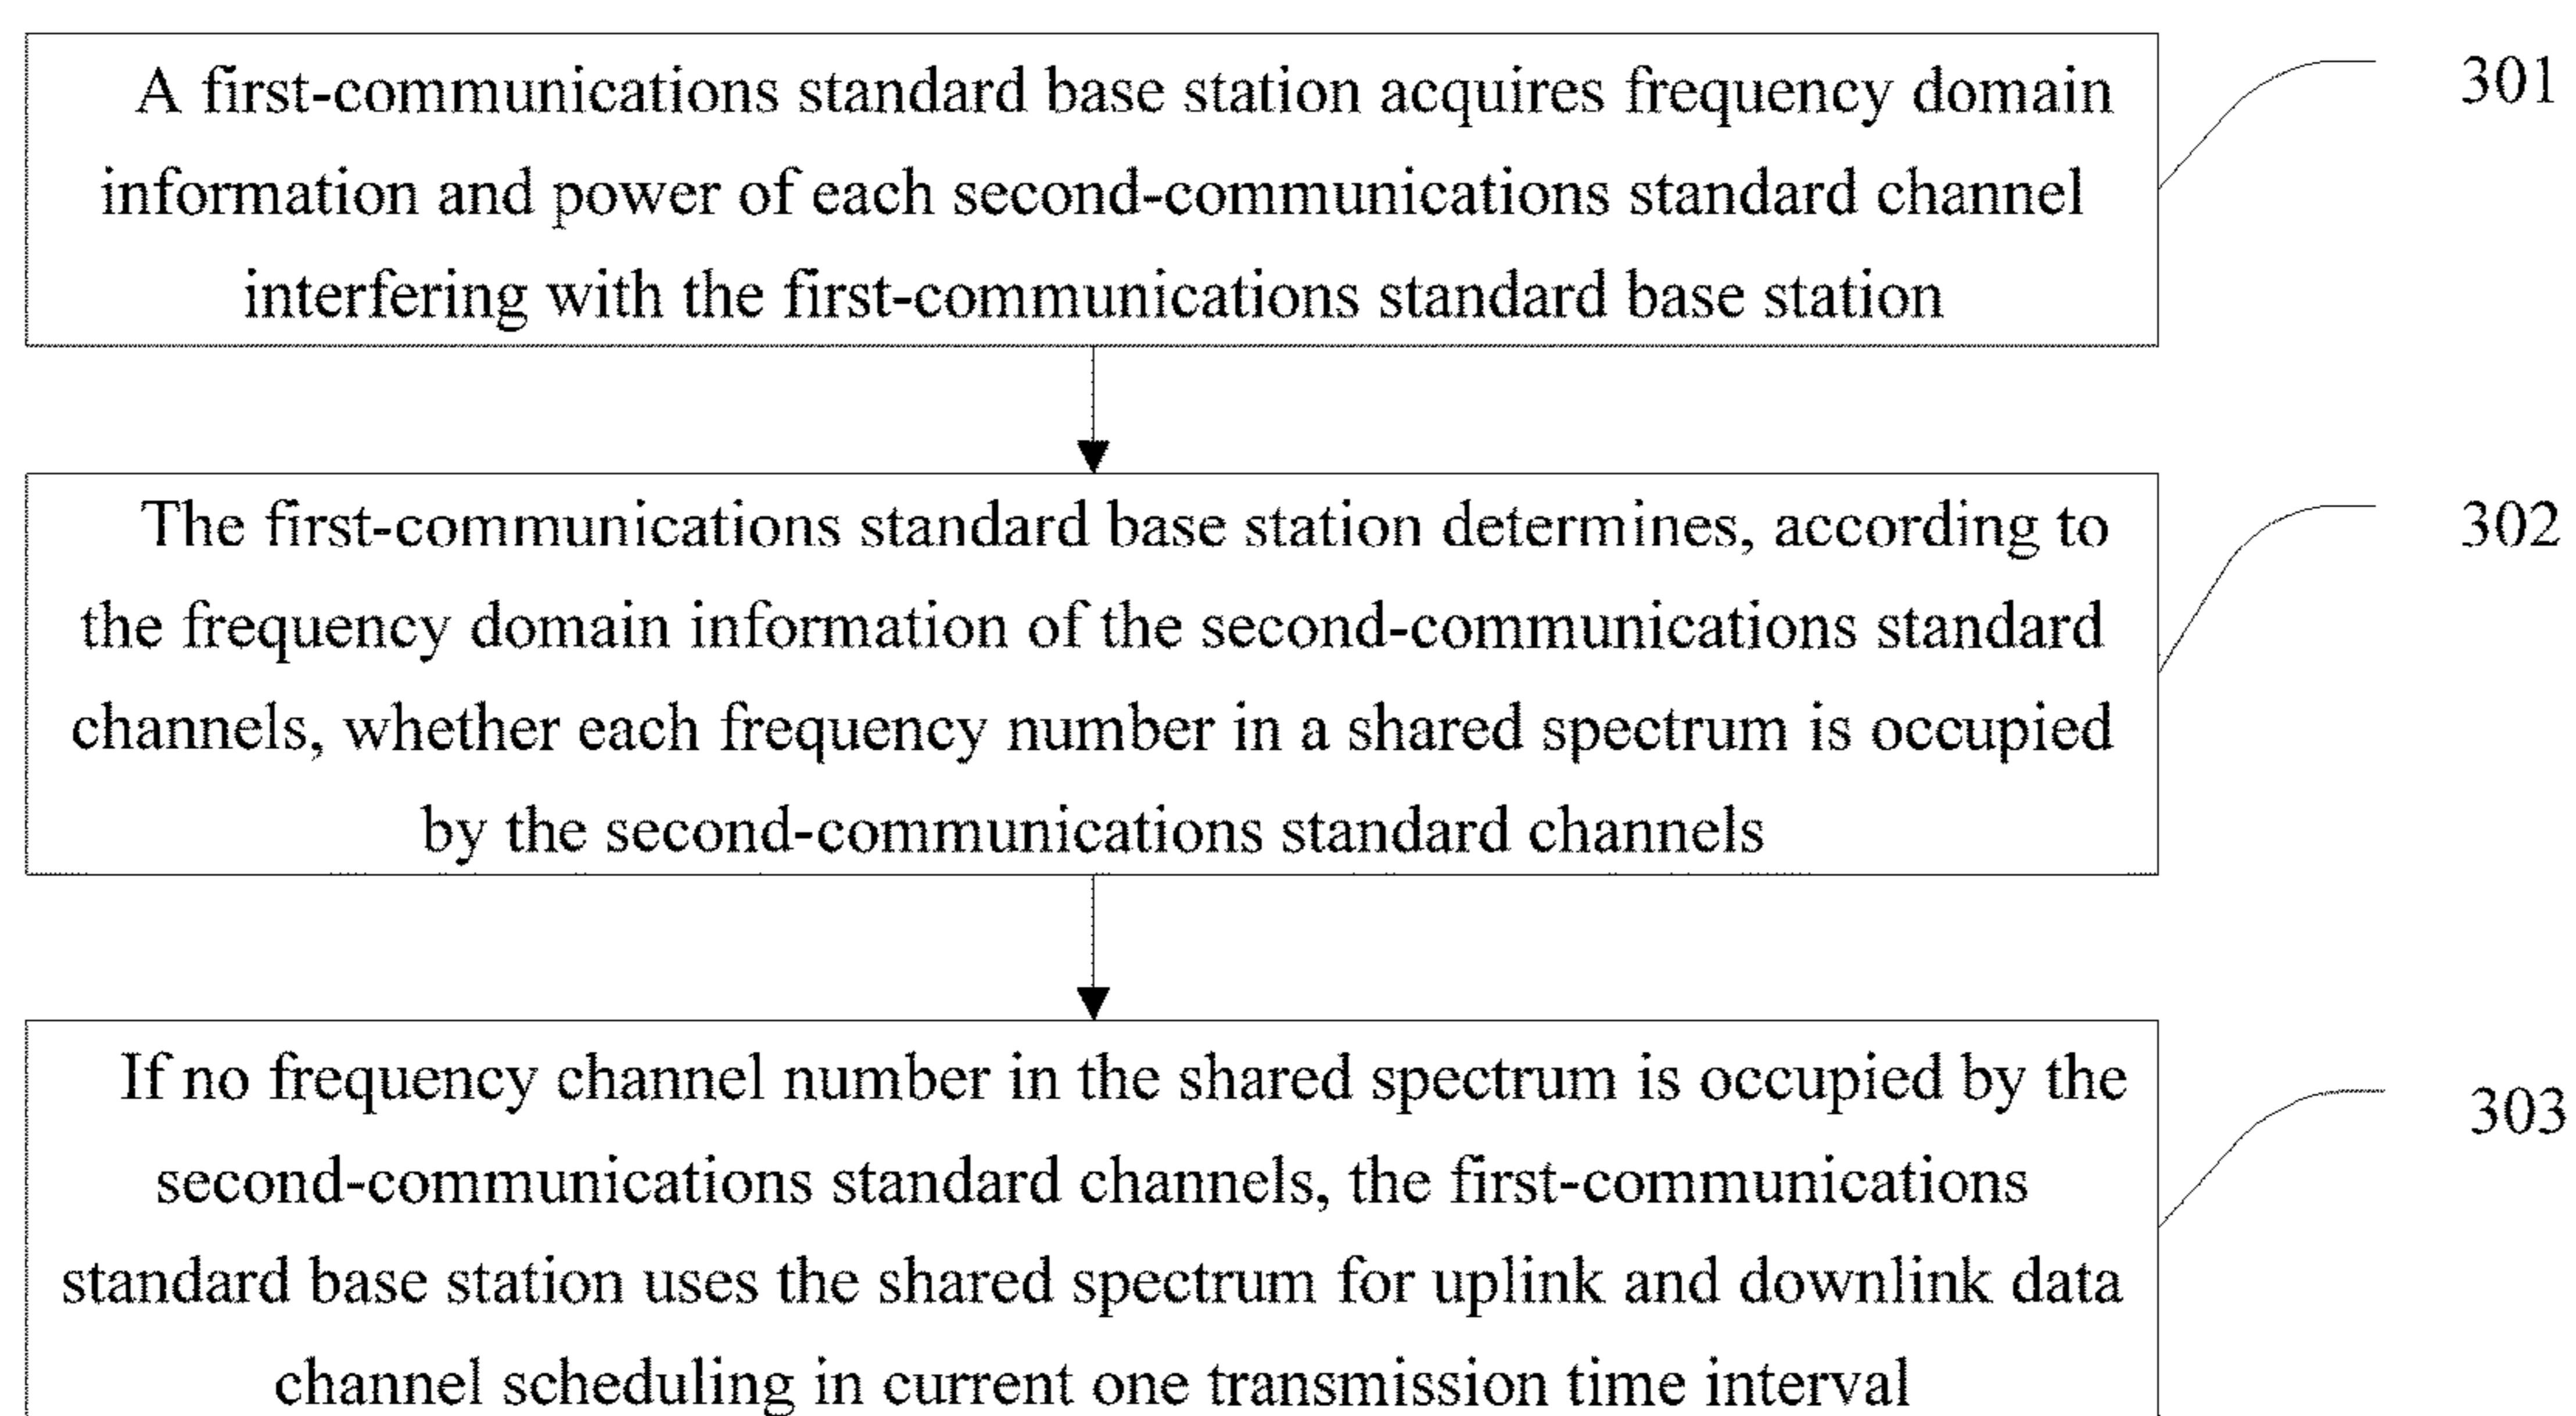 A first-communications standard base station acquires frequency domain
information and power of each second-communications standard channel
interfering with the first-communications standard base station
301
The first-communications standard base station determines, according to
the frequency domain information of the second-communications standard
channels, whether each frequency number in a shared spectrum is occupied
by the second-communications standard channels
302
If no frequency channel number in the shared spectrum is occupied by the
second-communications standard channels, the first-communications
standard base station uses the shared spectrum for uplink and downlink data
channel scheduling in current one transmission time interval
303